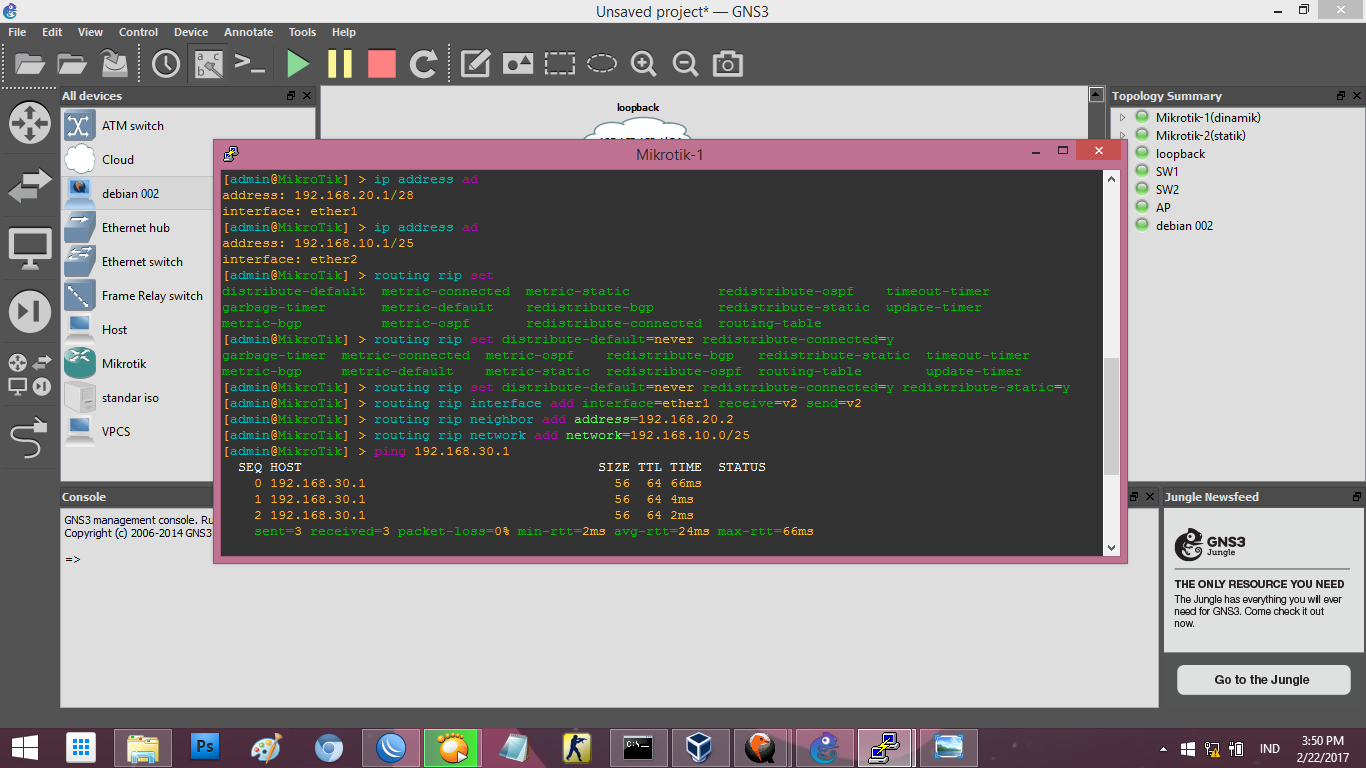 Unsaved project* — GNS3
File Edit View Control Device Annotate Tools Help
All devices
ATM switch
Cloud
debian 002
Ethernet hub
Ethernet switch
Frame Relay switch
Host
Mikrotik
standar iso
VPCS
loopback
Topology Summary
Mikrotik-1(dinamik)
Mikrotik-2(statik)
loopback
SW1
SW2
AP
debian 002
Mikrotik-1
[admin@MikroTik] > ip address ad
address: 192.168.20.1/28
interface: ether1
[admin@MikroTik] > ip address ad
address: 192.168.10.1/25
interface: ether2
[admin@MikroTik] > routing rip set
distribute-default metric-connected metric-static redistribute-ospf timeout-timer
garbage-timer metric-default redistribute-bgp redistribute-static update-timer
metric-bgp metric-ospf redistribute-connected routing-table
[admin@MikroTik] > routing rip set distribute-default=never redistribute-connected=y
garbage-timer metric-connected metric-ospf redistribute-bgp redistribute-static timeout-timer
metric-bgp metric-default metric-static redistribute-ospf routing-table update-timer
[admin@MikroTik] > routing rip set distribute-default=never redistribute-connected=y redistribute-static=y
[admin@MikroTik] > routing rip interface add interface=ether1 receive=v2 send=v2
[admin@MikroTik] > routing rip neighbor add address=192.168.20.2
[admin@MikroTik] > routing rip network add network=192.168.10.0/25
[admin@MikroTik] > ping 192.168.30.1
SEQ HOST SIZE TTL TIME STATUS
0 192.168.30.1 56 64 66ms
1 192.168.30.1 56 64 4ms
2 192.168.30.1 56 64 2ms
sent=3 received=3 packet-loss=0% min-rtt=2ms avg-rtt=24ms max-rtt=66ms
Console
GNS3 management console. Ru
Copyright (c) 2006-2014 GNS3
=>
Jungle Newsfeed
GNS3
Jungle
THE ONLY RESOURCE YOU NEED
The Jungle has everything you will ever
need for GNS3. Come check it out
now.
Go to the Jungle
Ps
C:\
IND
3:50 PM
2/22/2017